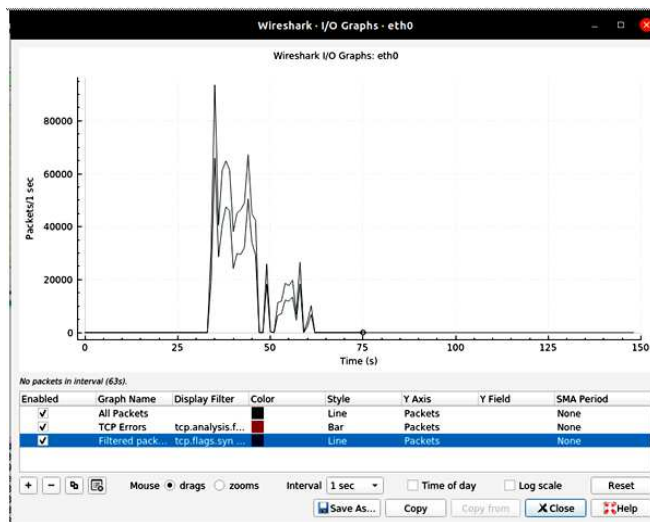 Wireshark · I/O Graphs · eth0
Wireshark I/O Graphs: eth0
Packets/1 sec
80000
60000
40000
20000
0
0 25 50 75 100 125 150
Time (s)
No packets in interval (63s).
Enabled Graph Name Display Filter Color Style Y Axis Y Field SMA Period
All Packets Line Packets None
TCP Errors tcp.analysis.f... Bar Packets None
Filtered pack... tcp.flags.syn ... Line Packets None
+ − Mouse drags zooms Interval 1 sec Time of day Log scale Reset
Save As... Copy Copy from X Close Help